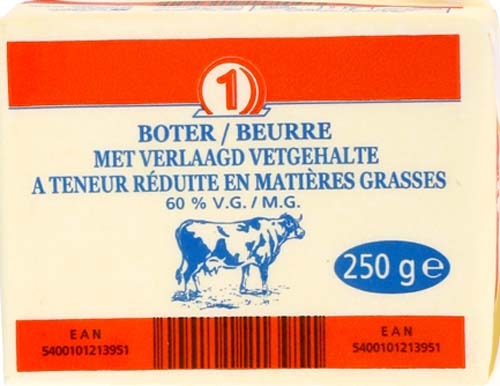 1
BOTER / BEURRE
MET VERLAAGD VETGEHALTE
A TENEUR RÉDUITE EN MATIÈRES GRASSES
60 % V.G. / M.G.
250 g e
EAN
5400101213951
EAN
5400101213951